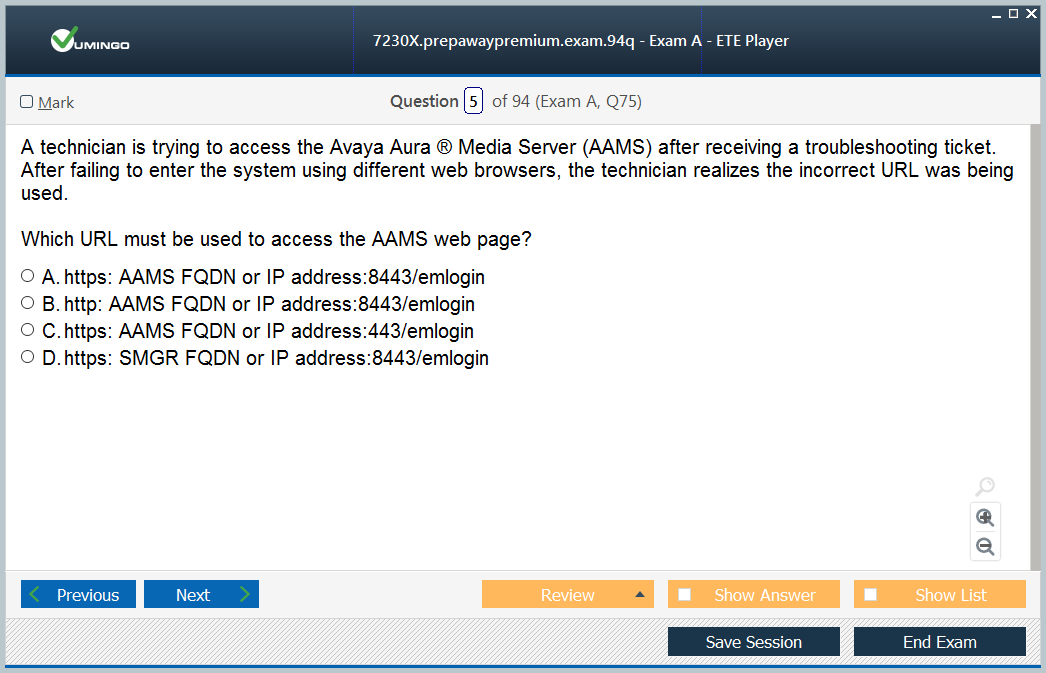 VUMINGO
7230X.prepawaypremium.exam.94q - Exam A - ETE Player
Mark
Question 5 of 94 (Exam A, Q75)
A technician is trying to access the Avaya Aura ® Media Server (AAMS) after receiving a troubleshooting ticket.
After failing to enter the system using different web browsers, the technician realizes the incorrect URL was being
used.
Which URL must be used to access the AAMS web page?
A. https: AAMS FQDN or IP address:8443/emlogin
B. http: AAMS FQDN or IP address:8443/emlogin
C. https: AAMS FQDN or IP address:443/emlogin
D. https: SMGR FQDN or IP address:8443/emlogin
Previous Next Review Show Answer Show List
Save Session End Exam